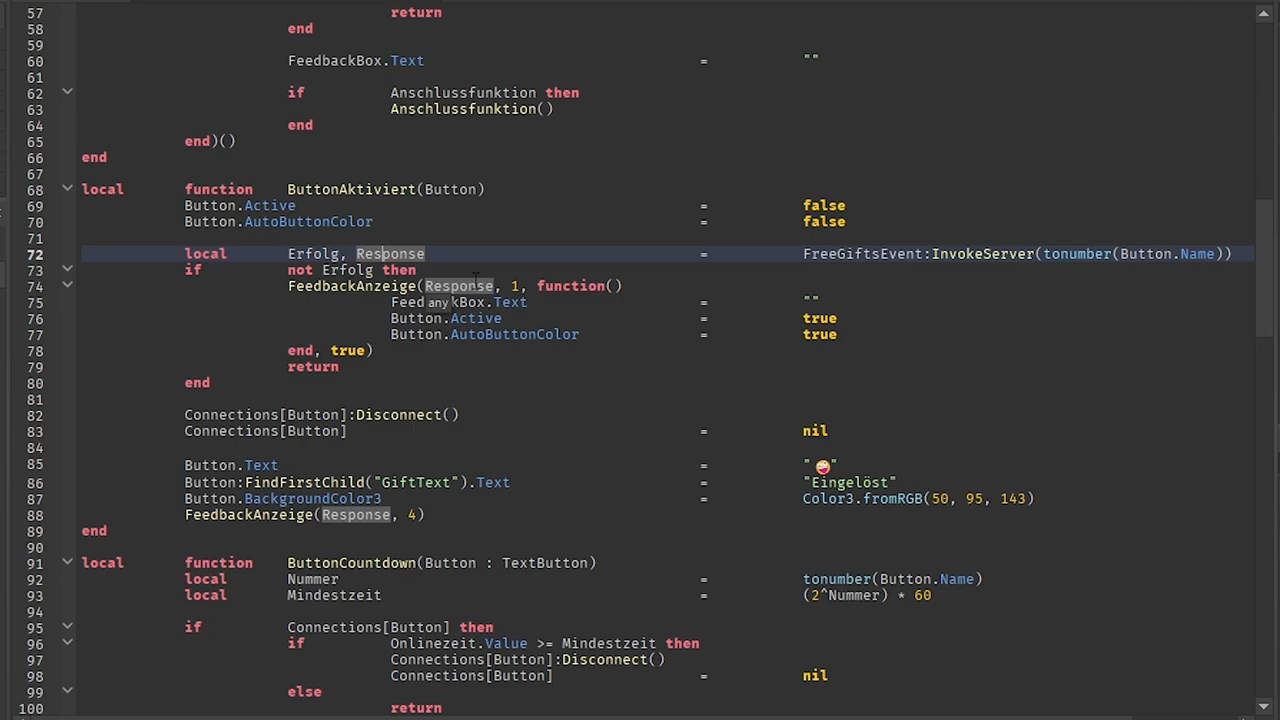 57 return
58 end
59
60 FeedbackBox.Text = ""
61
62 if Anschlussfunktion then
63 Anschlussfunktion()
64 end
65 end)()
66 end
67
68 local function ButtonAktiviert(Button)
69 Button.Active = false
70 Button.AutoButtonColor = false
71
72 local Erfolg, Response = FreeGiftsEvent:InvokeServer(tonumber(Button.Name))
73 if not Erfolg then
74 FeedbackAnzeige(Response, 1, function()
75 Feed any kBox.Text = ""
76 Button.Active = true
77 Button.AutoButtonColor = true
78 end, true)
79 return
80 end
81
82 Connections[Button]:Disconnect()
83 Connections[Button] = nil
84
85 Button.Text = "🤪"
86 Button:FindFirstChild("GiftText").Text = "Eingelöst"
87 Button.BackgroundColor3 = Color3.fromRGB(50, 95, 143)
88 FeedbackAnzeige(Response, 4)
89 end
90
91 local function ButtonCountdown(Button : TextButton)
92 local Nummer = tonumber(Button.Name)
93 local Mindestzeit = (2^Nummer) * 60
94
95 if Connections[Button] then
96 if Onlinezeit.Value >= Mindestzeit then
97 Connections[Button]:Disconnect()
98 Connections[Button] = nil
99 else
100 return